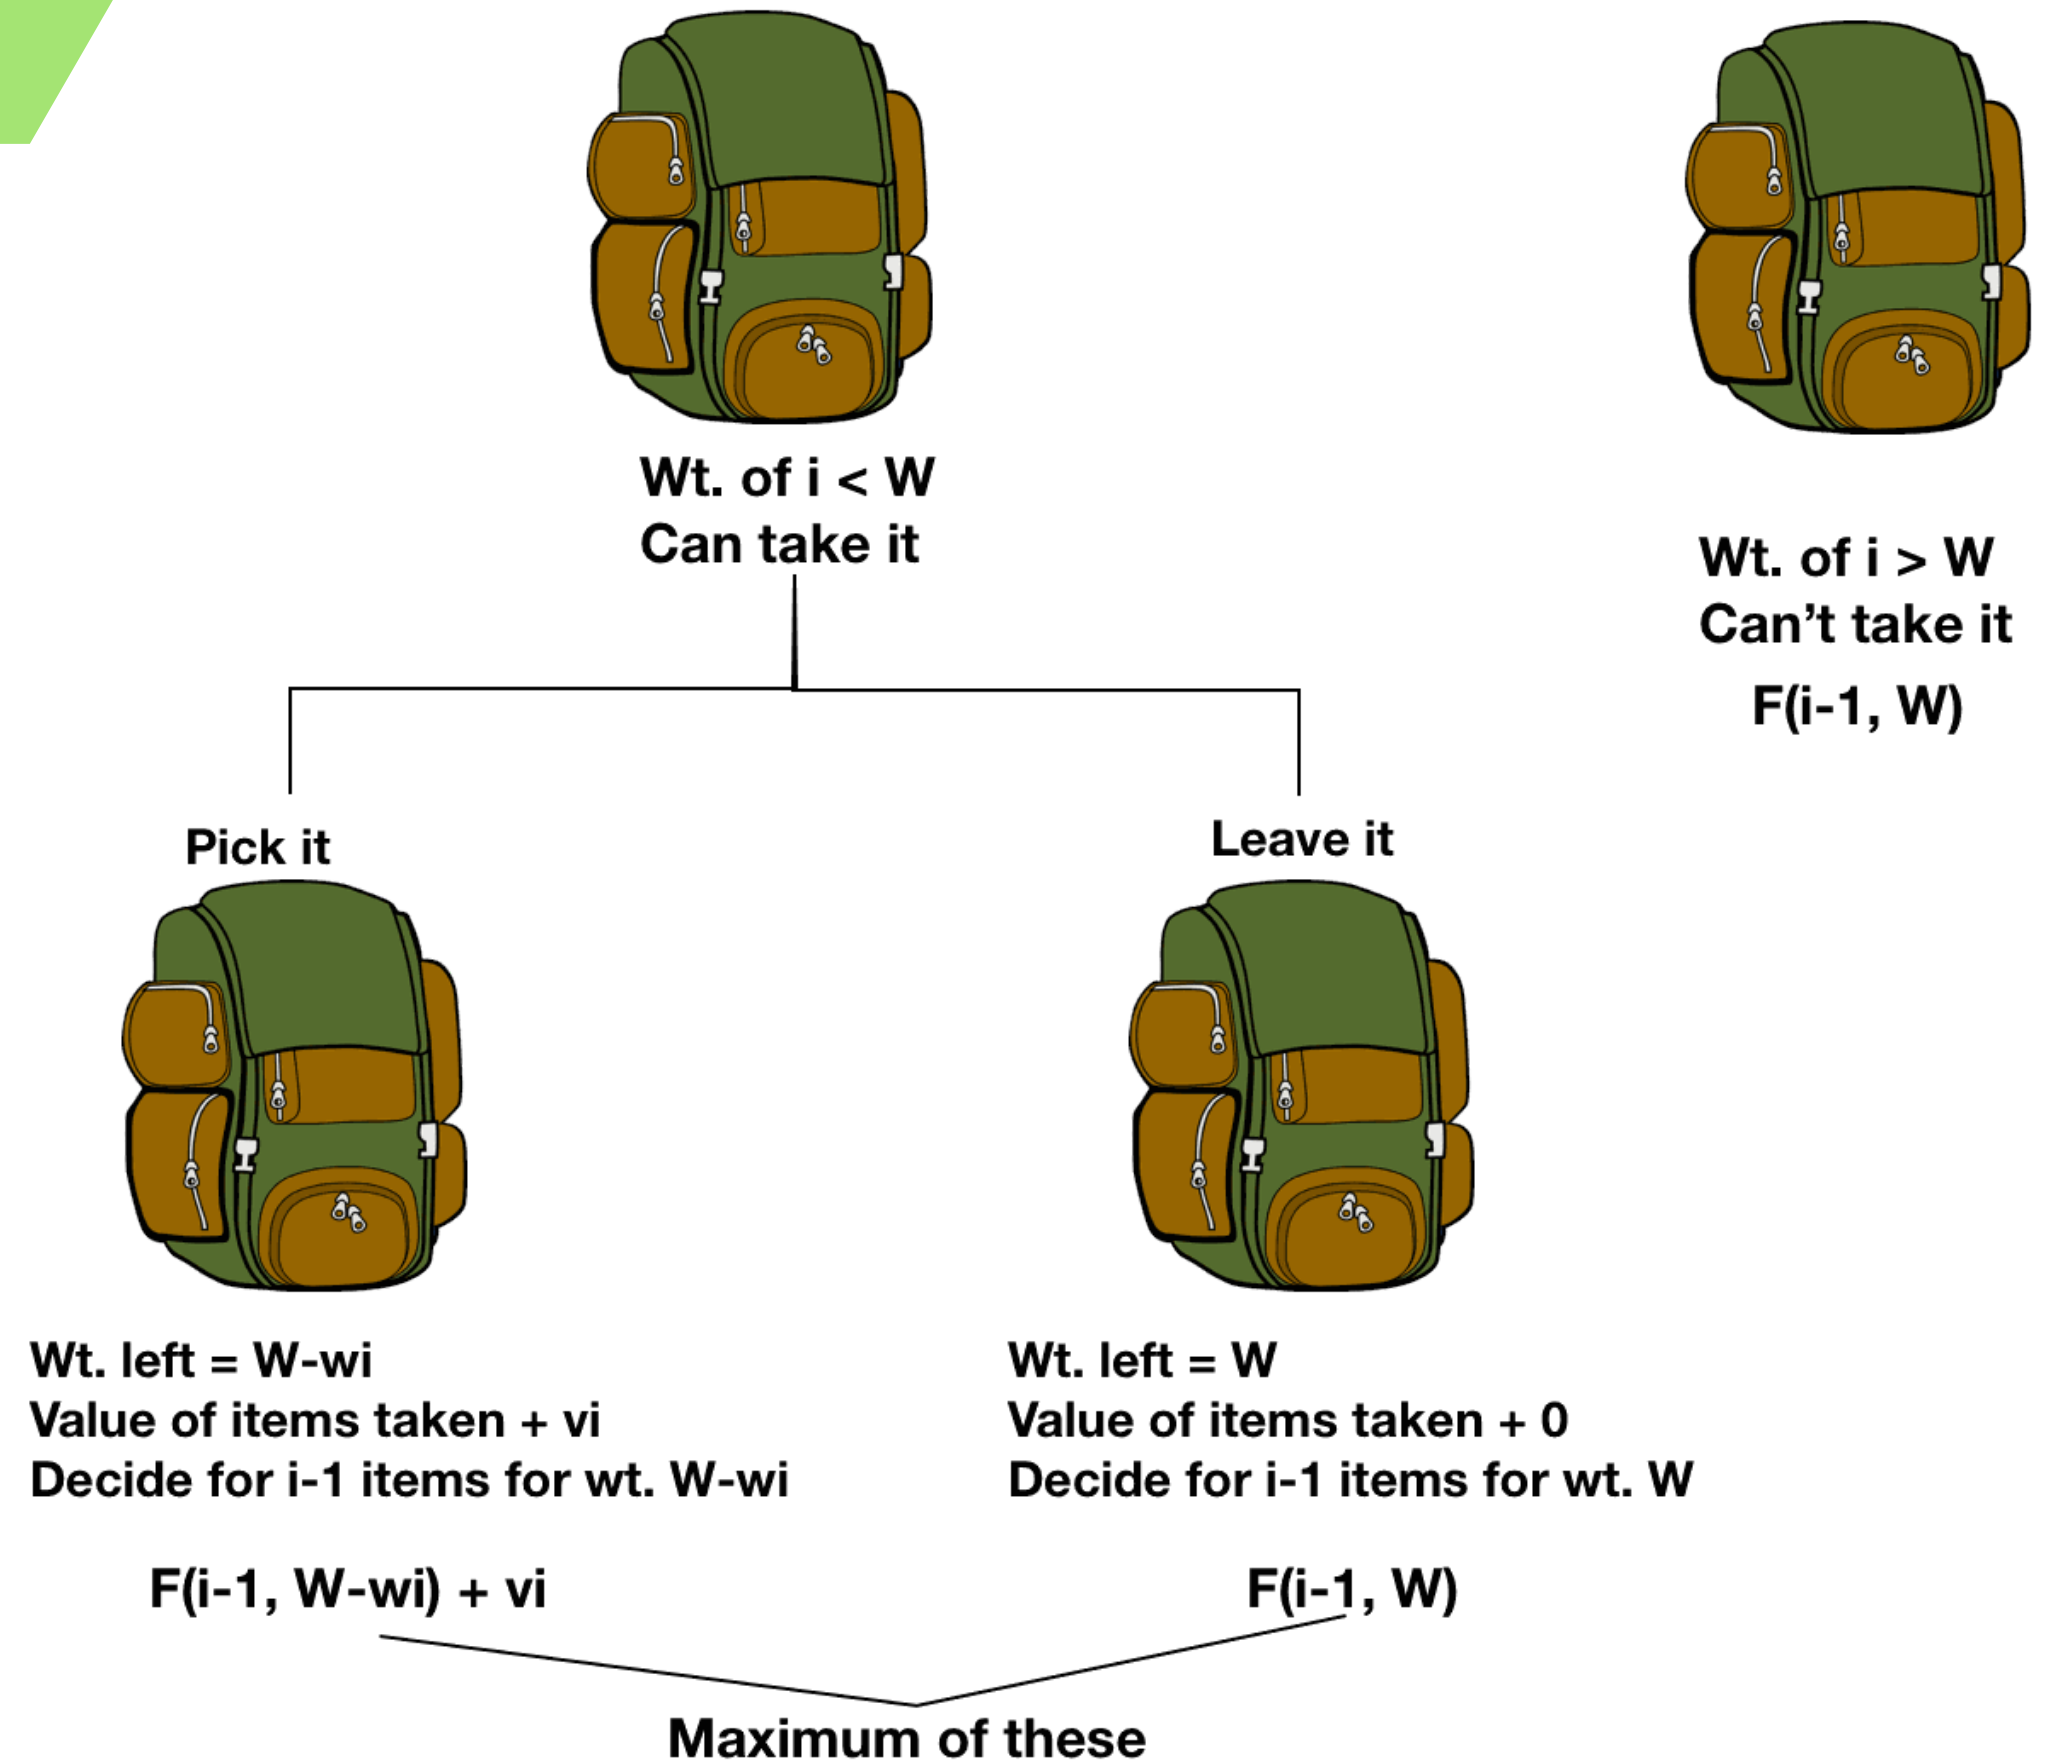 Wt. of i < W
Can take it
Wt. of i > W
Can’t take it
F(i-1, W)
Pick it
Leave it
Wt. left = W-wi
Value of items taken + vi
Decide for i-1 items for wt. W-wi
F(i-1, W-wi) + vi
Wt. left = W
Value of items taken + 0
Decide for i-1 items for wt. W
F(i-1, W)
Maximum of these